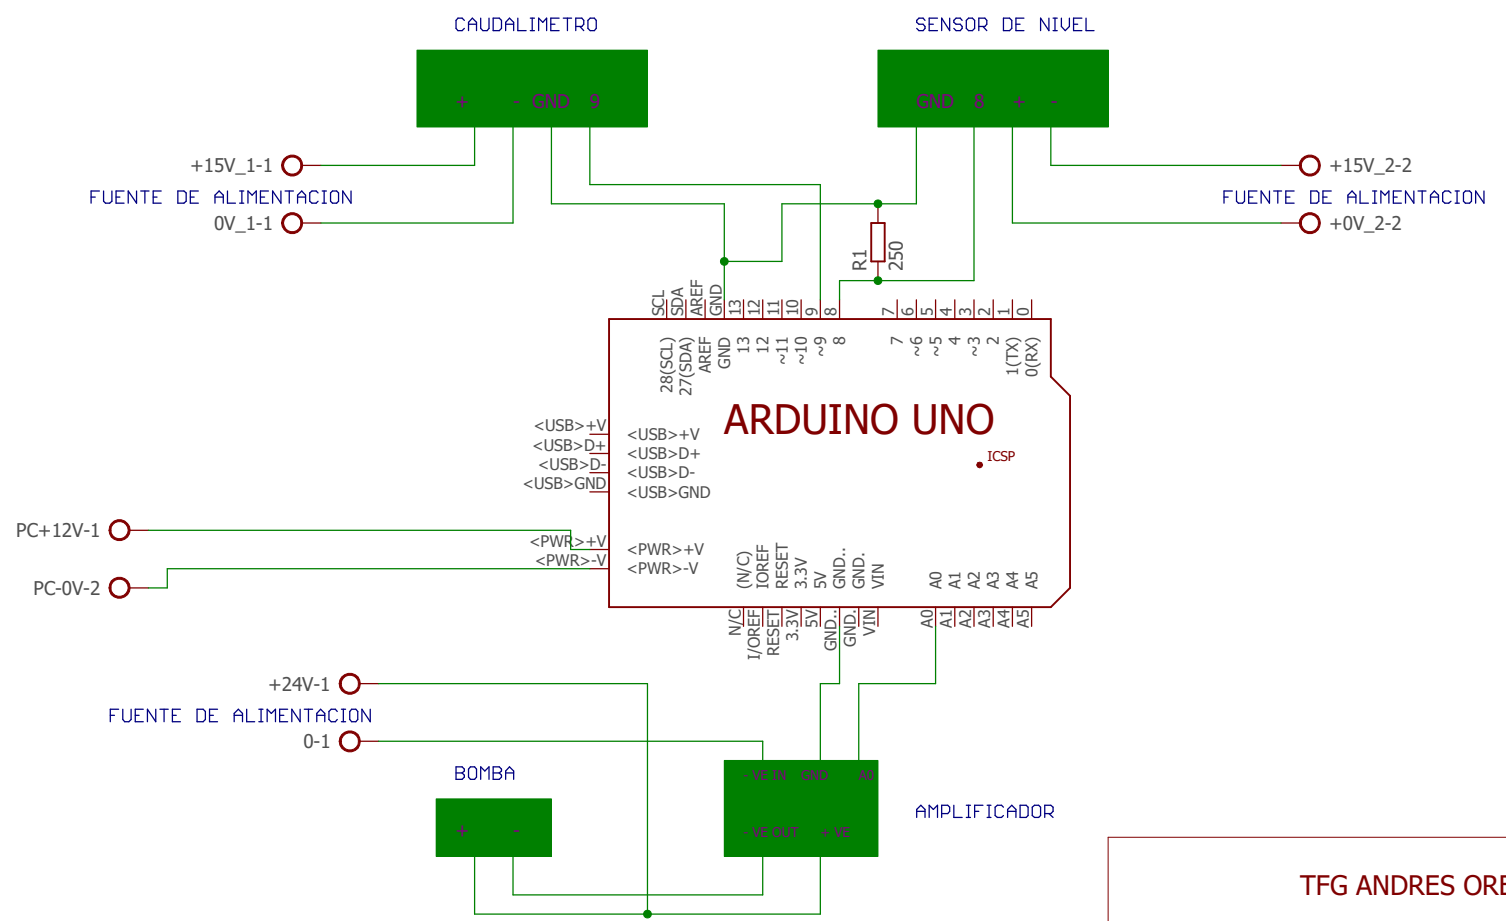 CAUDALIMETRO
SENSOR DE NIVEL
+ - GND 9
GND 8 + -
+15V_1-1
+15V_2-2
FUENTE DE ALIMENTACION
FUENTE DE ALIMENTACION
0V_1-1
+0V_2-2
R1
250
SCL SDA AREF GND 13 12 11 10 9 8 7 6 5 4 3 2 1 0
28(SCL) 27(SDA) AREF GND 13 12 ~11 ~10 ~9 8 7 ~6 ~5 4 ~3 2 1(TX) 0(RX)
ARDUINO UNO
ICSP
<USB>+V <USB>+V
<USB>D+ <USB>D+
<USB>D- <USB>D-
<USB>GND <USB>GND
PC+12V-1
<PWR>+V <PWR>+V
<PWR>-V <PWR>-V
PC-0V-2
(N/C) IOREF RESET 3.3V 5V GND.. GND. VIN A0 A1 A2 A3 A4 A5
N/C I/OREF RESET 3.3V 5V GND.. GND. VIN A0 A1 A2 A3 A4 A5
+24V-1
FUENTE DE ALIMENTACION
0-1
BOMBA
+ -
- VE IN GND A0
- VE OUT + VE
AMPLIFICADOR
TFG ANDRES